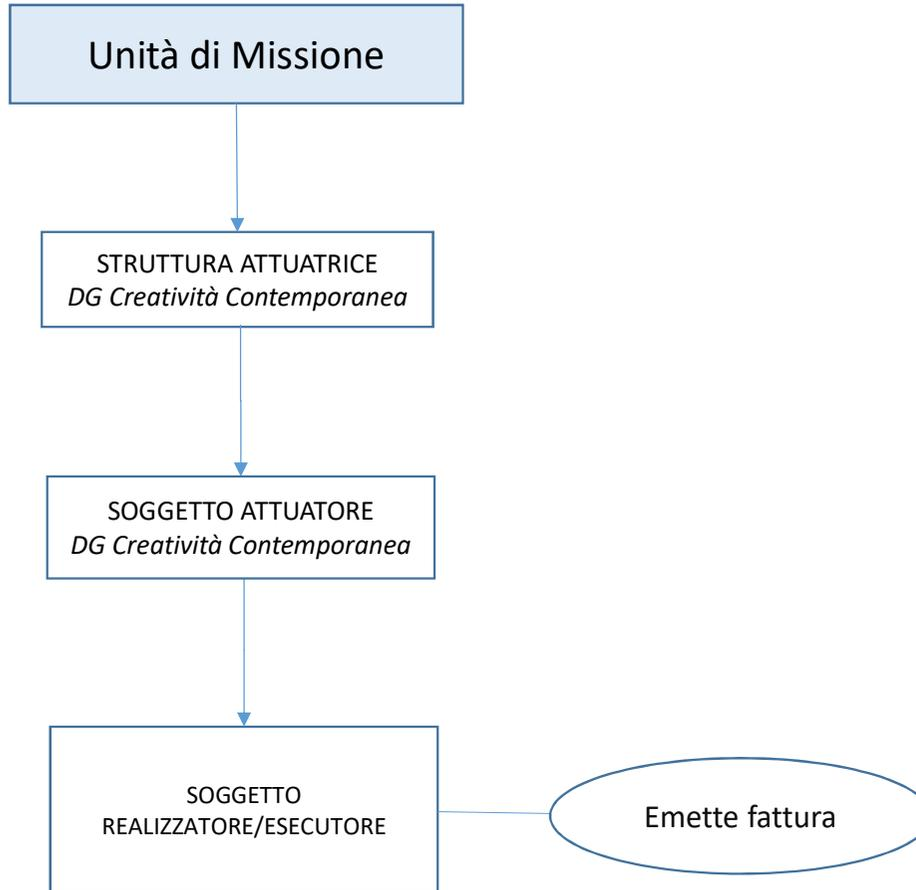 Unità di Missione
STRUTTURA ATTUATRICE
DG Creatività Contemporanea
SOGGETTO ATTUATORE
DG Creatività Contemporanea
SOGGETTO
REALIZZATORE/ESECUTORE
Emette fattura